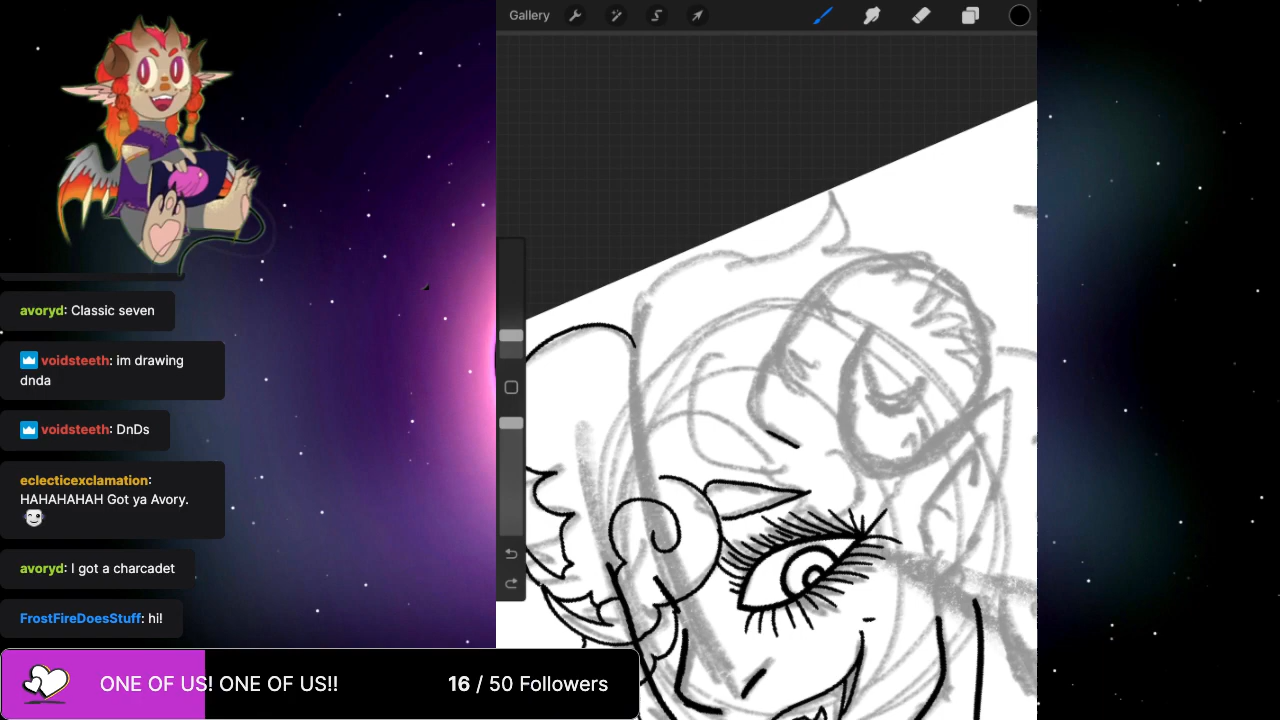 Gallery
avoryd: Classic seven
voidsteeth: im drawing
dnda
voidsteeth: DnDs
eclecticexclamation:
HAHAHAHAH Got ya Avory.
avoryd: I got a charcadet
FrostFireDoesStuff: hi!
ONE OF US! ONE OF US!! 16 / 50 Followers